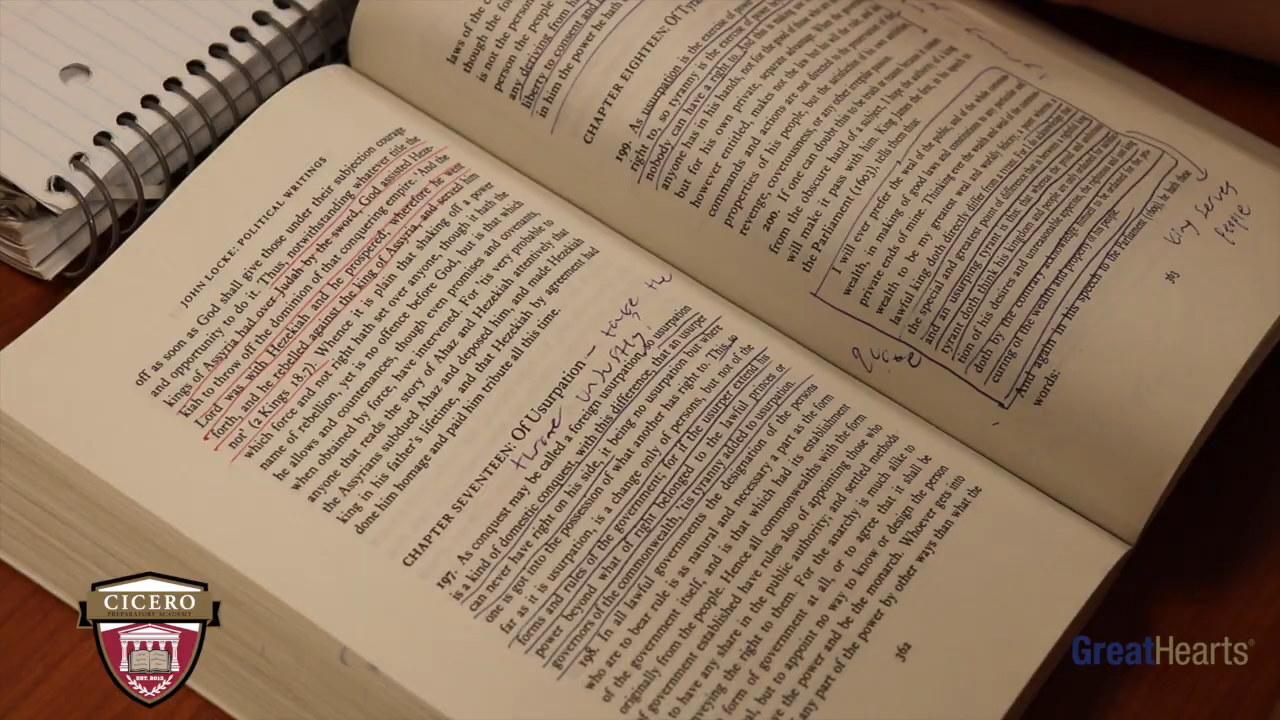 JOHN LOCKE: POLITICAL WRITINGS
off as soon as God shall give those under their subjection courage
and opportunity to do it. Thus, notwithstanding whatever title the
kings of Assyria had over Judah by the sword, God assisted Heze-
kiah to throw off the dominion of that conquering empire. And the
Lord was with Hezekiah and he prospered; wherefore he went
forth, and he rebelled against the king of Assyria, and served him
not (2 Kings 18.7). Whence it is plain that shaking off a power
which force and not right hath set over anyone, though it hath the
name of rebellion, yet is no offence before God, but is that which
he allows and countenances, though even promises and covenants,
when obtained by force, have intervened. For 'tis very probable to
anyone that reads the story of Ahaz and Hezekiah attentively that
the Assyrians subdued Ahaz and deposed him, and made Hezekiah
king in his father's lifetime, and that Hezekiah by agreement had
done him homage and paid him tribute all this time.
CHAPTER SEVENTEEN: Of Usurpation – take the
throne unjustly!
197. As conquest may be called a foreign usurpation, so usurpation
is a kind of domestic conquest, with this difference, that an usurper
can never have right on his side, it being no usurpation but where
one is got into the possession of what another has right to. This, so
far as it is usurpation, is a change only of persons, but not of the
forms and rules of the government; for if the usurper extend his
power beyond what of right belonged to the lawful princes or
governors of the commonwealth, 'tis tyranny added to usurpation.
198. In all lawful governments the designation of the persons
who are to bear rule is as natural and necessary a part as the form
of the government itself, and is that which had its establishment
originally from the people. Hence all commonwealths with the form
of government established have rules also of appointing those who
to have any share in the public authority; and settled methods
veying the right to them. For the anarchy is much alike to
form of government at all, or to agree that it shall be
al, but to appoint no way to know or design the person
ve the power and be the monarch. Whoever gets into
any part of the power by other ways than what the
362
laws of the
though the
is not the person
person the people
any deriving from
liberty to consent and
in him the power he hath
CHAPTER EIGHTEEN: Of Ty
199. As usurpation is the exercise of power
right to, so tyranny is the exercise of
nobody can have a right to. And this is
anyone has in his hands, not for the good of those
but for his own private, separate advantage. When the
however entitled, makes not the law but his will the rule, and
commands and actions are not directed to the preservation of
properties of his people, but the satisfaction of his own ambition,
revenge, covetousness, or any other irregular passion.
200. If one can doubt this to be truth or reason because it comes
from the obscure hand of a subject, I hope the authority of a king
will make it pass with him. King James the first, in his speech to
the Parliament (1603), tells them thus:
I will ever prefer the weal of the public, and of the whole common-
wealth, in making of good laws and constitutions to any particular and
private ends of mine. Thinking ever the wealth and weal of the common-
wealth to be my greatest weal and worldly felicity; a point wherein a
lawful king doth directly differ from a tyrant. For I do acknowledge that
the special and greatest point of difference that is between a rightful king
and an usurping tyrant is this, that whereas the proud and ambitious
tyrant doth think his kingdom and people are only ordained for satisfac-
tion of his desires and unreasonable appetites, the righteous and just king
doth by the contrary acknowledge himself to be ordained for the pro-
curing of the wealth and property of his people.
And again in his speech to the Parliament (1609), he hath these
words:
quote
king serves
people
363
CICERO
PREPARATORY ACADEMY
EST. 2013
GreatHearts®